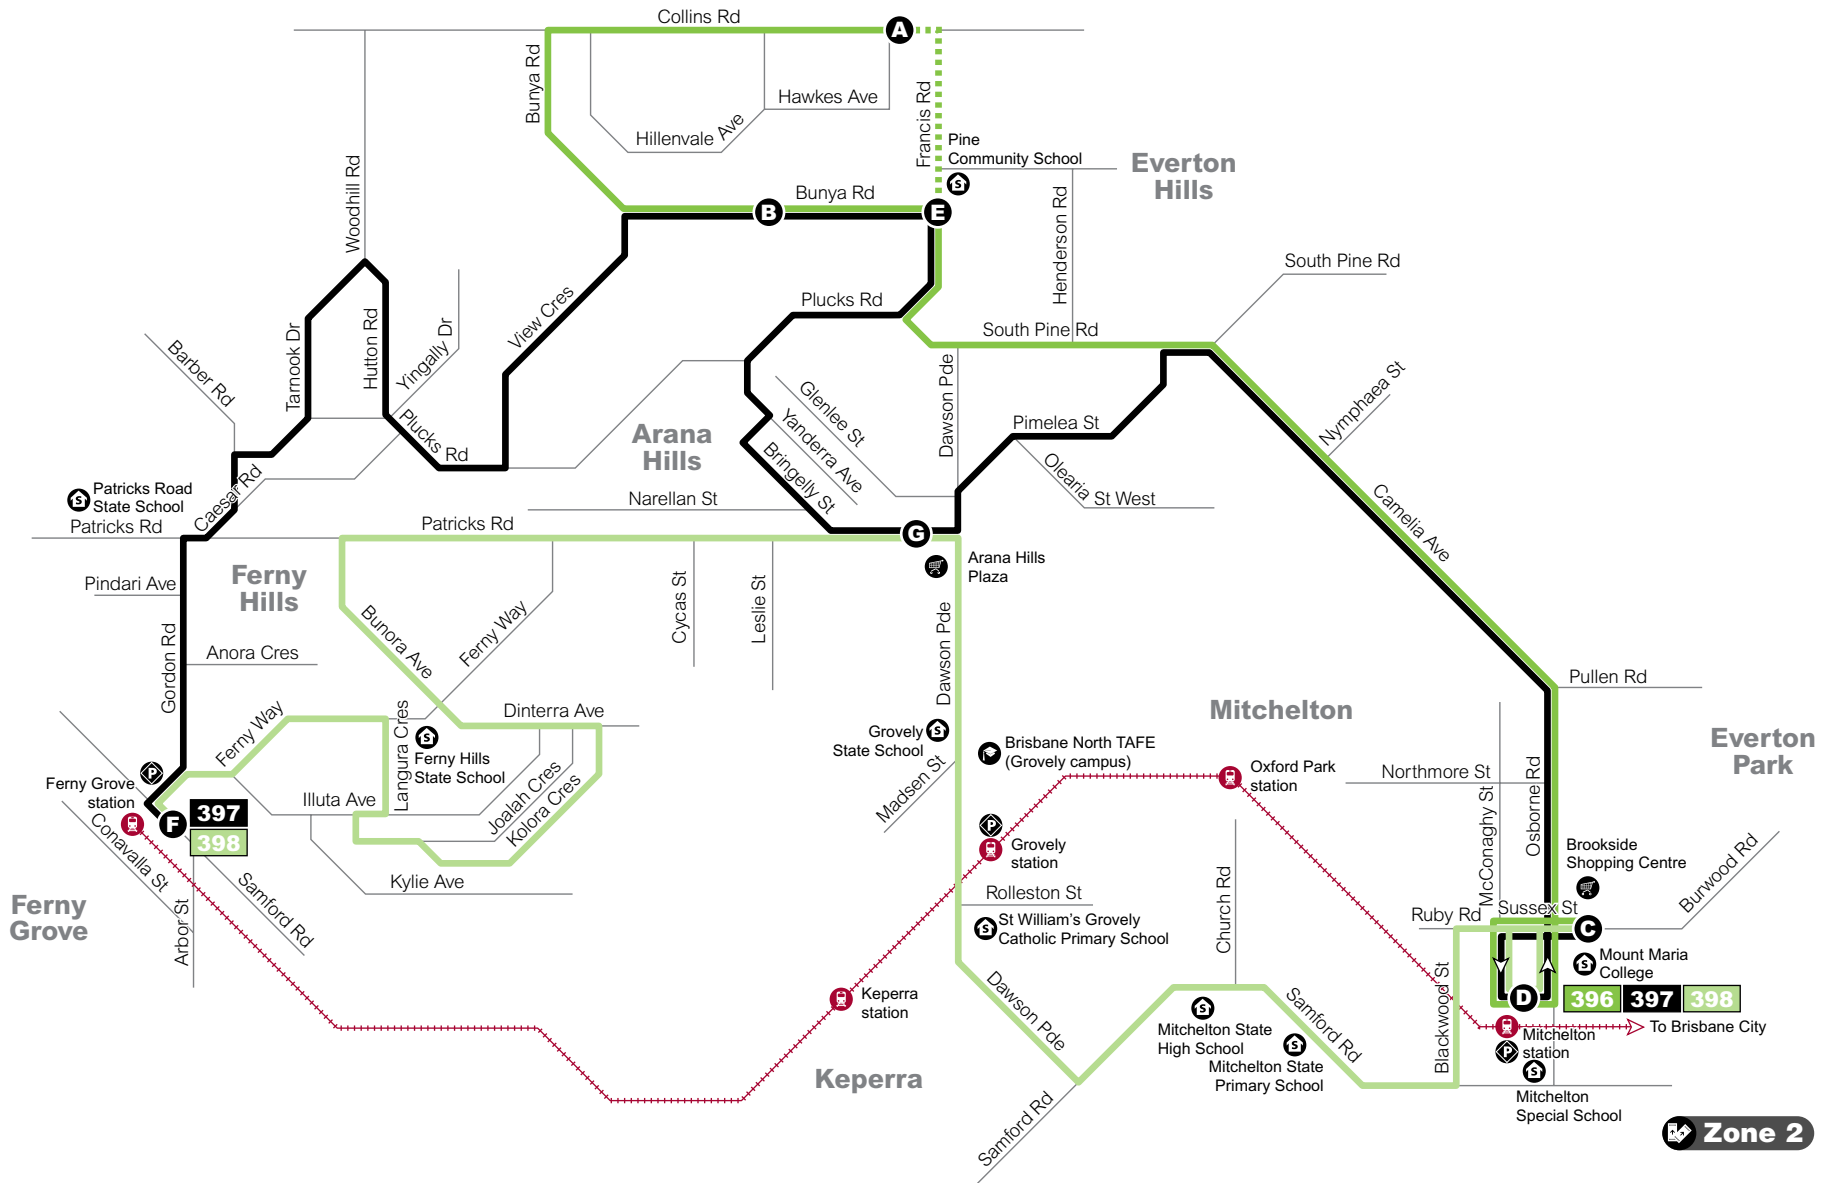 Collins Rd
A
Bunya Rd
Hawkes Ave
Hillenvale Ave
Francis Rd
Pine
Community School
S
Everton
Hills
Woodhill Rd
Bunya Rd
B
E
Henderson Rd
South Pine Rd
View Cres
Plucks Rd
South Pine Rd
Tarnook Dr
Hutton Rd
Yingally Dr
Barber Rd
Plucks Rd
Glenlee St
Yanderra Ave
Dawson Pde
Pimelea St
Nymphaea St
Arana
Hills
Bringelly St
Olearia St West
Camelia Ave
S
Patricks Road
State School
Caesar Rd
Narellan St
Patricks Rd
Patricks Rd
G
Arana Hills
Plaza
Pindari Ave
Ferny
Hills
Cycas St
Leslie St
Bunora Ave
Ferny Way
Dawson Pde
Gordon Rd
Anora Cres
Pullen Rd
Mitchelton
Ferny Way
Langura Cres
Dinterra Ave
S
Ferny Hills
State School
Grovely
State School
S
Brisbane North TAFE
(Grovely campus)
Everton
Park
Madsen St
Oxford Park
station
Northmore St
McConaghy St
Osborne Rd
P
Ferny Grove
station
F
397
398
Illuta Ave
Joalah Cres
Kolora Cres
P
Grovely
station
Brookside
Shopping Centre
Burwood Rd
Conavalla St
Kylie Ave
Samford Rd
Arbor St
Ferny
Grove
Rolleston St
S
St William's Grovely
Catholic Primary School
Church Rd
Ruby Rd
Sussex St
C
S
Mount Maria
College
Keperra
station
Dawson Pde
Blackwood St
D
396
397
398
S
Mitchelton State
High School
Samford Rd
S
Mitchelton State
Primary School
Mitchelton
station
To Brisbane City
P
S
Mitchelton
Special School
Keperra
Samford Rd
Zone 2